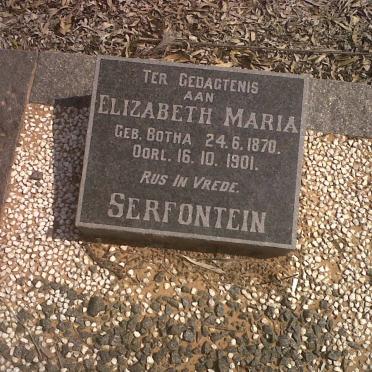 TER GEDAGTENIS
AAN
ELIZABETH MARIA
GEB. BOTHA 24.6.1870.
OORL. 16.10.1901.
RUS IN VREDE.
SERFONTEIN